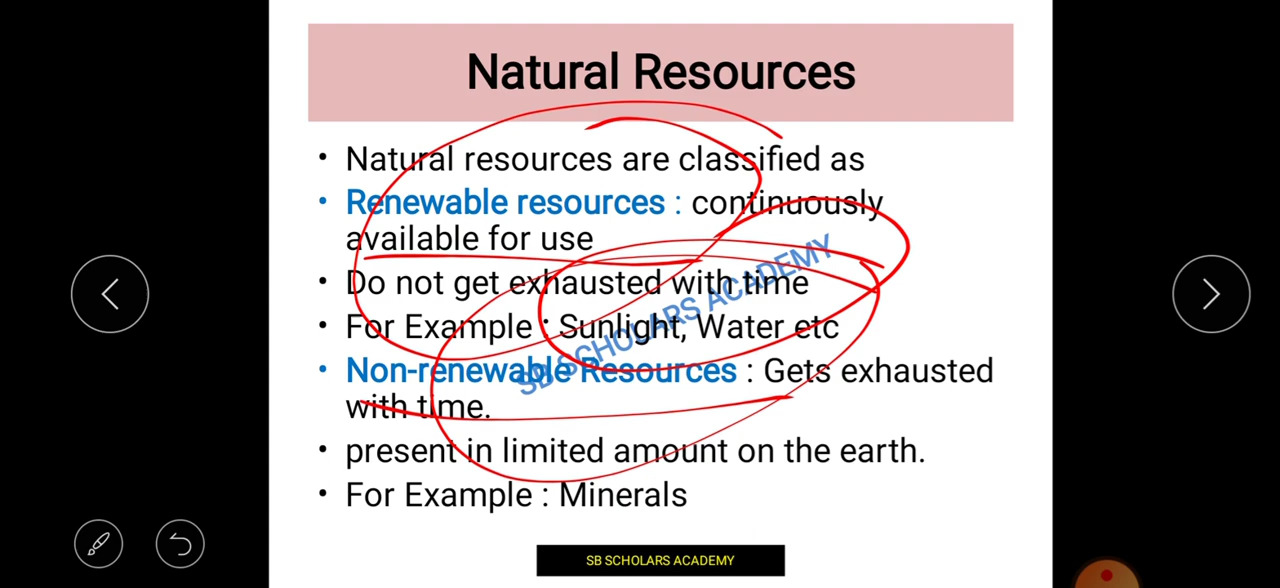 Natural Resources
• Natural resources are classified as
• Renewable resources : continuously
available for use
• Do not get exhausted with time
• For Example : Sunlight, Water etc
• Non-renewable Resources : Gets exhausted
with time.
• present in limited amount on the earth.
• For Example : Minerals
SB SCHOLARS ACADEMY
SB SCHOLARS ACADEMY